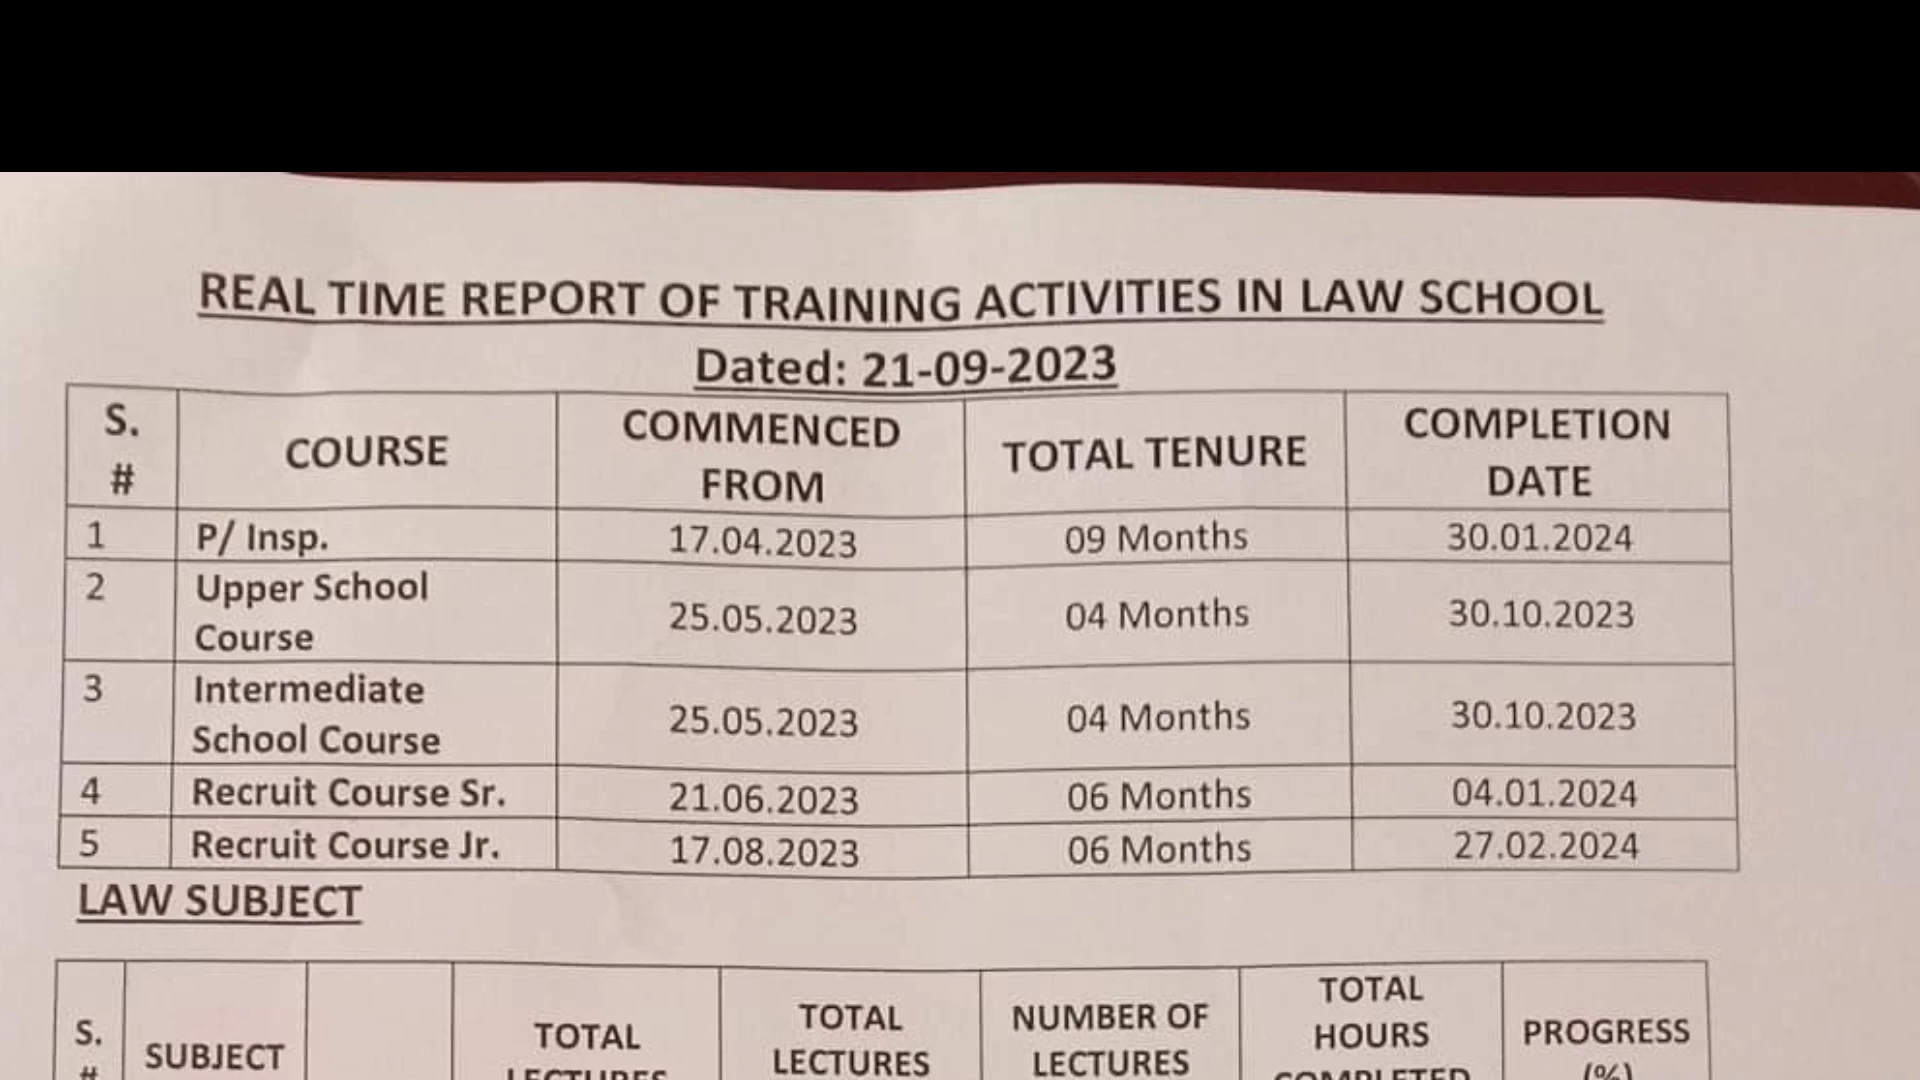 REAL TIME REPORT OF TRAINING ACTIVITIES IN LAW SCHOOL
Dated: 21-09-2023
S. # COURSE COMMENCED FROM TOTAL TENURE COMPLETION DATE
1 P/ Insp. 17.04.2023 09 Months 30.01.2024
2 Upper School Course 25.05.2023 04 Months 30.10.2023
3 Intermediate School Course 25.05.2023 04 Months 30.10.2023
4 Recruit Course Sr. 21.06.2023 06 Months 04.01.2024
5 Recruit Course Jr. 17.08.2023 06 Months 27.02.2024
LAW SUBJECT
S. # SUBJECT TOTAL LECTURES TOTAL LECTURES NUMBER OF LECTURES TOTAL HOURS COMPLETED PROGRESS (%)